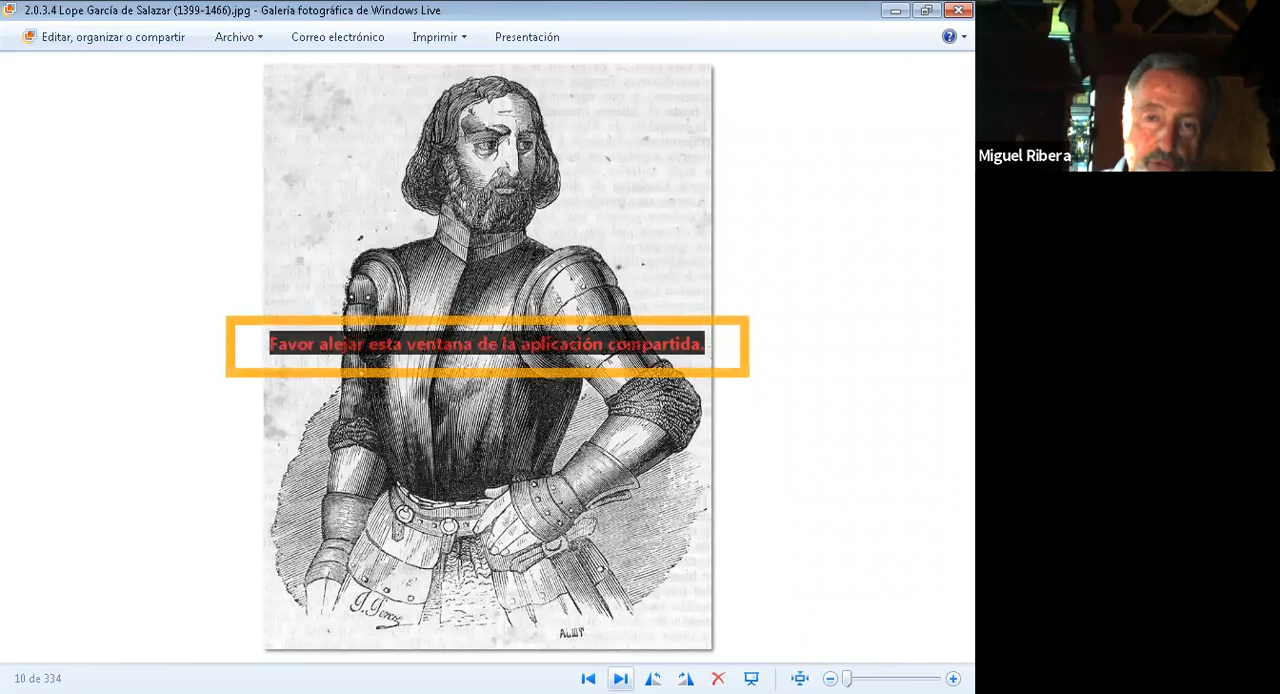 2.0.3.4 Lope García de Salazar (1399-1466).jpg - Galería fotográfica de Windows Live
Editar, organizar o compartir Archivo Correo electrónico Imprimir Presentación
Miguel Ribera
Favor alejar esta ventana de la aplicación compartida.
10 de 334